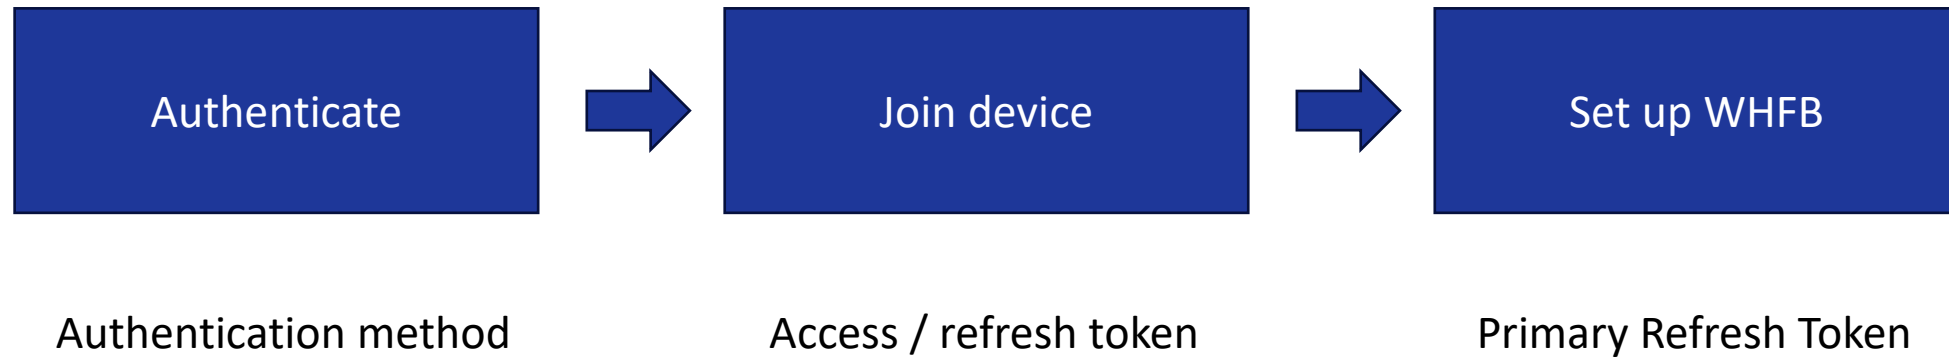 Authenticate
Join device
Set up WHFB
Authentication method
Access / refresh token
Primary Refresh Token